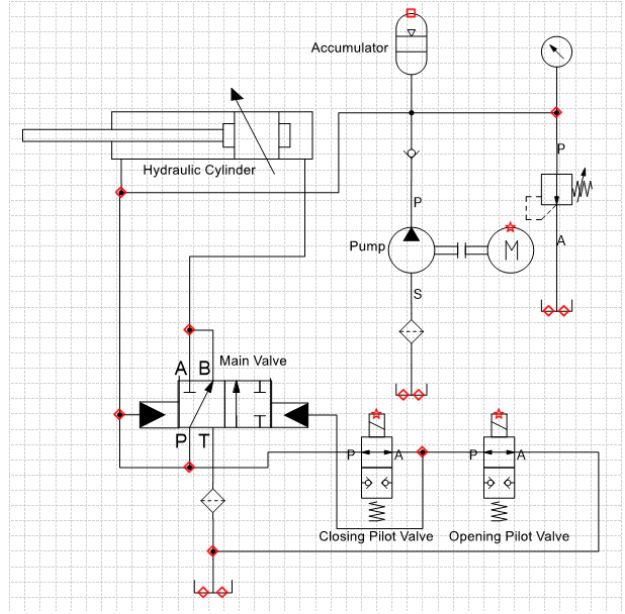 Accumulator
Hydraulic Cylinder
P
P
Pump
M
A
S
Main Valve
A B
P T
P A
P A
Closing Pilot Valve
Opening Pilot Valve